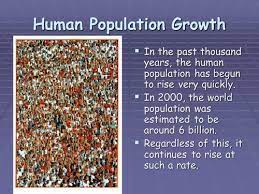 Human Population Growth
In the past thousand
years, the human
population has begun
to rise very quickly.
In 2000, the world
population was
estimated to be
around 6 billion.
Regardless of this, it
continues to rise at
such a rate.